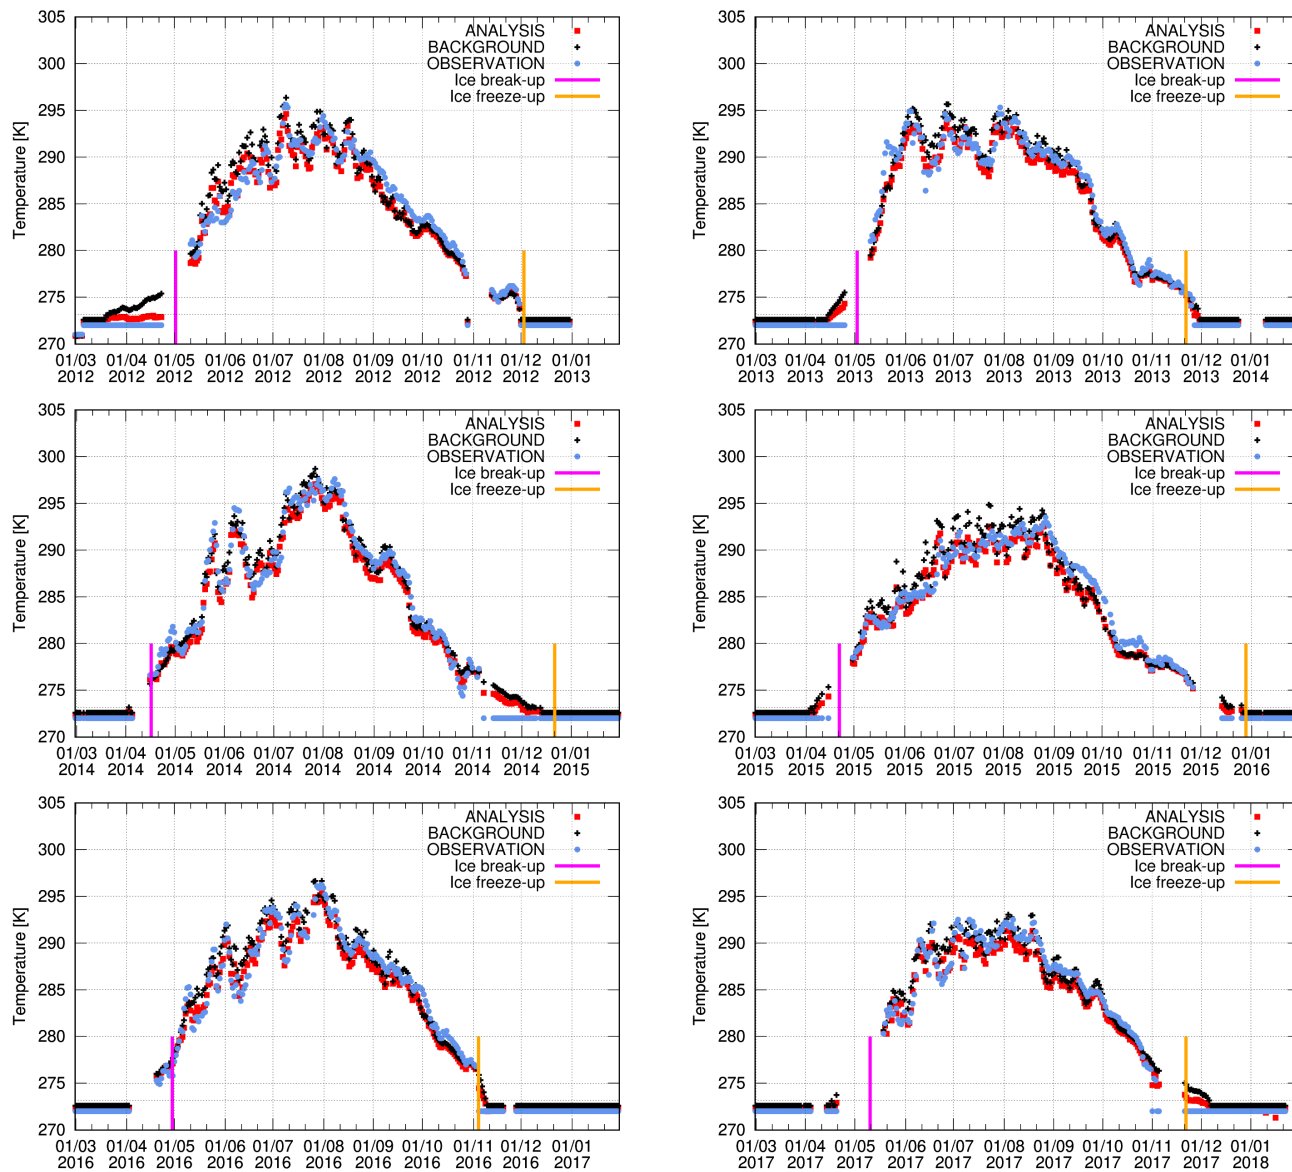 305
300
295
290
285
280
275
270
Temperature [K]
ANALYSIS
BACKGROUND
OBSERVATION
Ice break-up
Ice freeze-up
01/03 01/04 01/05 01/06 01/07 01/08 01/09 01/10 01/11 01/12 01/01
2012 2012 2012 2012 2012 2012 2012 2012 2012 2012 2013
305
300
295
290
285
280
275
270
Temperature [K]
ANALYSIS
BACKGROUND
OBSERVATION
Ice break-up
Ice freeze-up
01/03 01/04 01/05 01/06 01/07 01/08 01/09 01/10 01/11 01/12 01/01
2013 2013 2013 2013 2013 2013 2013 2013 2013 2013 2014
305
300
295
290
285
280
275
270
Temperature [K]
ANALYSIS
BACKGROUND
OBSERVATION
Ice break-up
Ice freeze-up
01/03 01/04 01/05 01/06 01/07 01/08 01/09 01/10 01/11 01/12 01/01
2014 2014 2014 2014 2014 2014 2014 2014 2014 2014 2015
305
300
295
290
285
280
275
270
Temperature [K]
ANALYSIS
BACKGROUND
OBSERVATION
Ice break-up
Ice freeze-up
01/03 01/04 01/05 01/06 01/07 01/08 01/09 01/10 01/11 01/12 01/01
2015 2015 2015 2015 2015 2015 2015 2015 2015 2015 2016
305
300
295
290
285
280
275
270
Temperature [K]
ANALYSIS
BACKGROUND
OBSERVATION
Ice break-up
Ice freeze-up
01/03 01/04 01/05 01/06 01/07 01/08 01/09 01/10 01/11 01/12 01/01
2016 2016 2016 2016 2016 2016 2016 2016 2016 2016 2017
305
300
295
290
285
280
275
270
Temperature [K]
ANALYSIS
BACKGROUND
OBSERVATION
Ice break-up
Ice freeze-up
01/03 01/04 01/05 01/06 01/07 01/08 01/09 01/10 01/11 01/12 01/01
2017 2017 2017 2017 2017 2017 2017 2017 2017 2017 2018